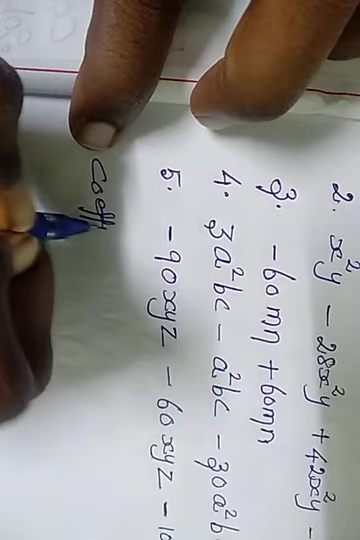 2. x²y - 28x²y + 42x²y -
3. -60mn + 60mn
4. 3a²bc - a²bc - 30a²b
5. -90xyz - 60xyz - 10
Coeff